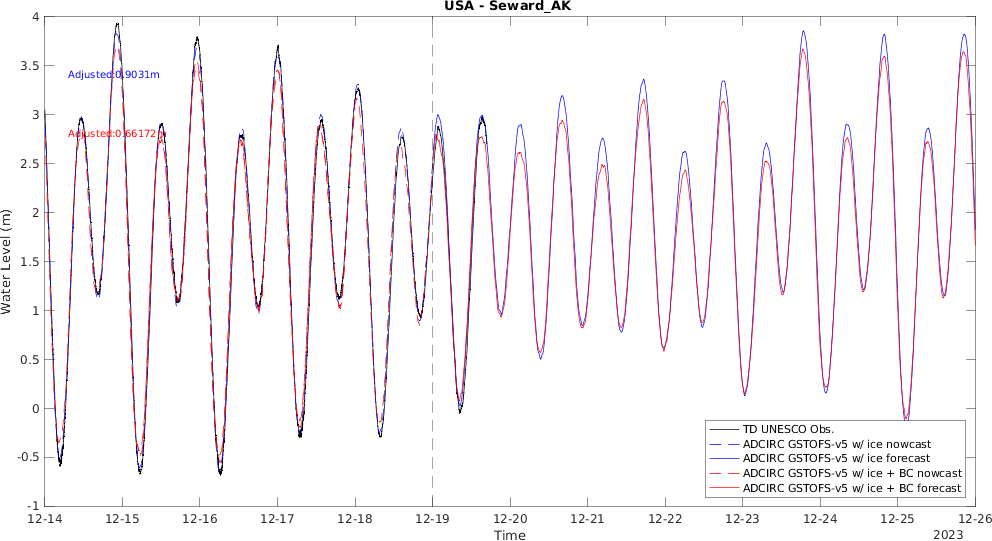 USA - Seward_AK
4
3.5
3
2.5
2
1.5
1
0.5
0
-0.5
-1
Water Level (m)
Adjusted:0.9031m
Adjusted:0.66172m
TD UNESCO Obs.
ADCIRC GSTOFS-v5 w/ ice nowcast
ADCIRC GSTOFS-v5 w/ ice forecast
ADCIRC GSTOFS-v5 w/ ice + BC nowcast
ADCIRC GSTOFS-v5 w/ ice + BC forecast
12-14 12-15 12-16 12-17 12-18 12-19 12-20 12-21 12-22 12-23 12-24 12-25 12-26
Time
2023